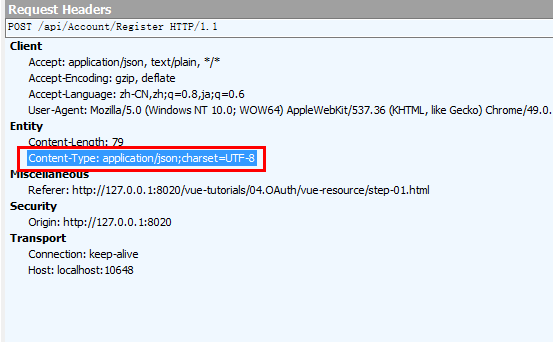 Request Headers
POST /api/Account/Register HTTP/1.1
Client
Accept: application/json, text/plain, */*
Accept-Encoding: gzip, deflate
Accept-Language: zh-CN,zh;q=0.8,ja;q=0.6
User-Agent: Mozilla/5.0 (Windows NT 10.0; WOW64) AppleWebKit/537.36 (KHTML, like Gecko) Chrome/49.0.
Entity
Content-Length: 79
Content-Type: application/json;charset=UTF-8
Miscellaneous
Referer: http://127.0.0.1:8020/vue-tutorials/04.OAuth/vue-resource/step-01.html
Security
Origin: http://127.0.0.1:8020
Transport
Connection: keep-alive
Host: localhost:10648